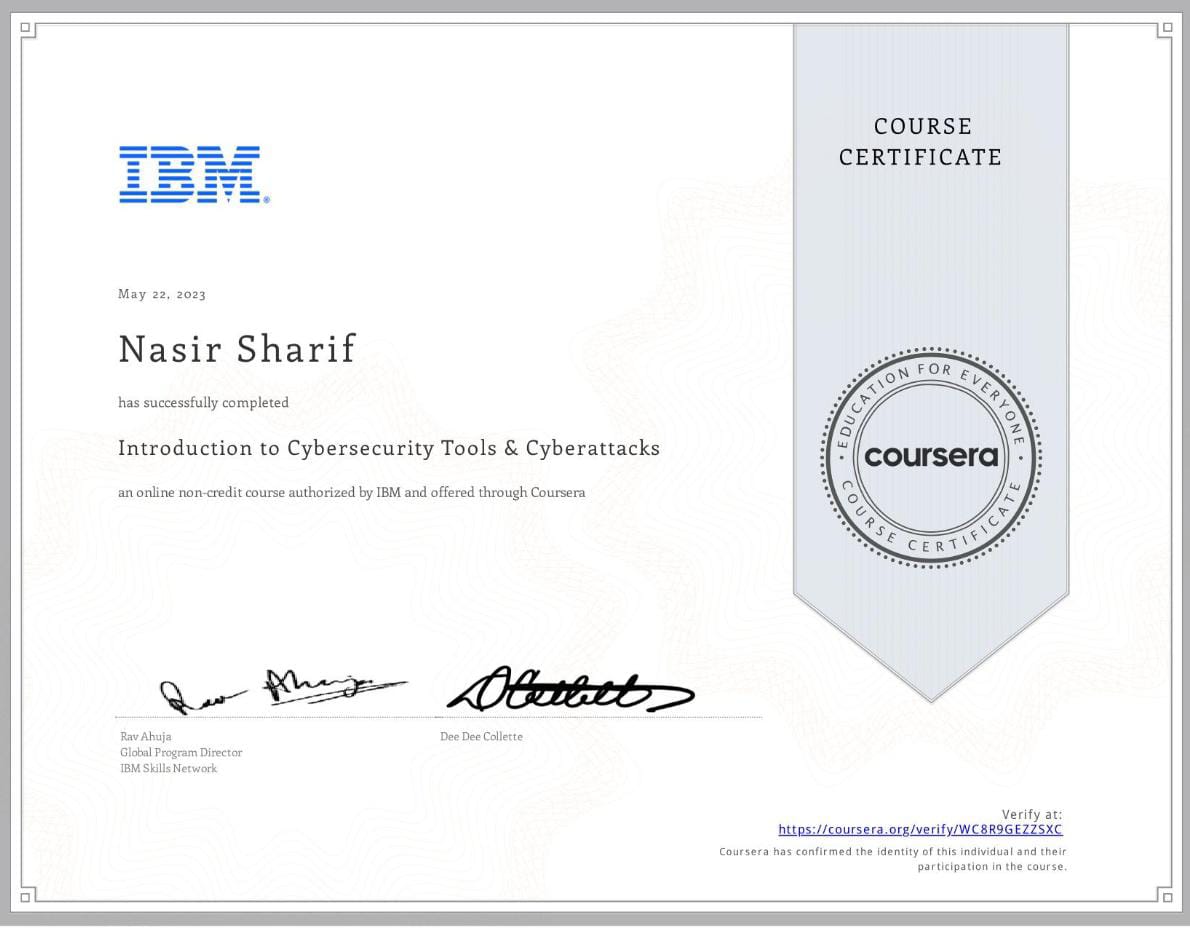 COURSE
CERTIFICATE
IBM®
May 22, 2023
Nasir Sharif
has successfully completed
Introduction to Cybersecurity Tools & Cyberattacks
an online non-credit course authorized by IBM and offered through Coursera
EDUCATION FOR EVERYONE
coursera
COURSE CERTIFICATE
Rav Ahuja
Rav Ahuja
Global Program Director
IBM Skills Network
DCollette
Dee Dee Collette
Verify at:
https://coursera.org/verify/WC8R9GEZZSXC
Coursera has confirmed the identity of this individual and their
participation in the course.